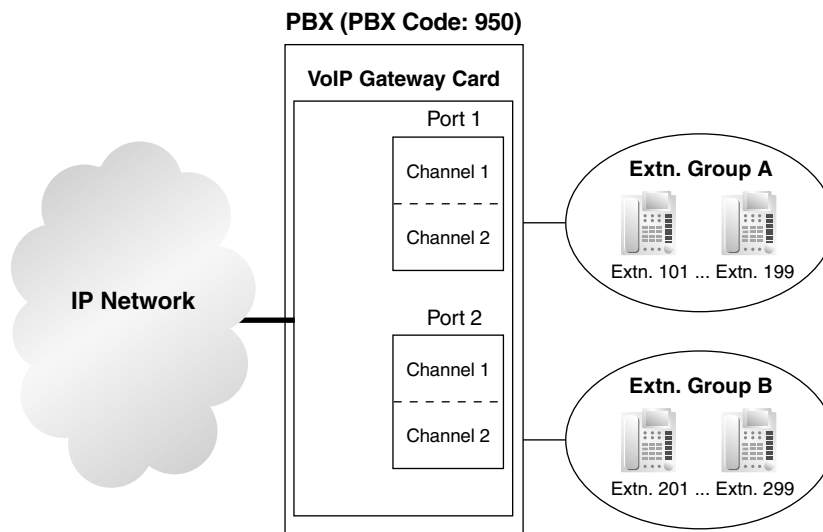 PBX (PBX Code: 950)
VoIP Gateway Card
Port 1
Channel 1
Channel 2
Extn. Group A
Extn. 101 ... Extn. 199
IP Network
Port 2
Channel 1
Channel 2
Extn. Group B
Extn. 201 ... Extn. 299